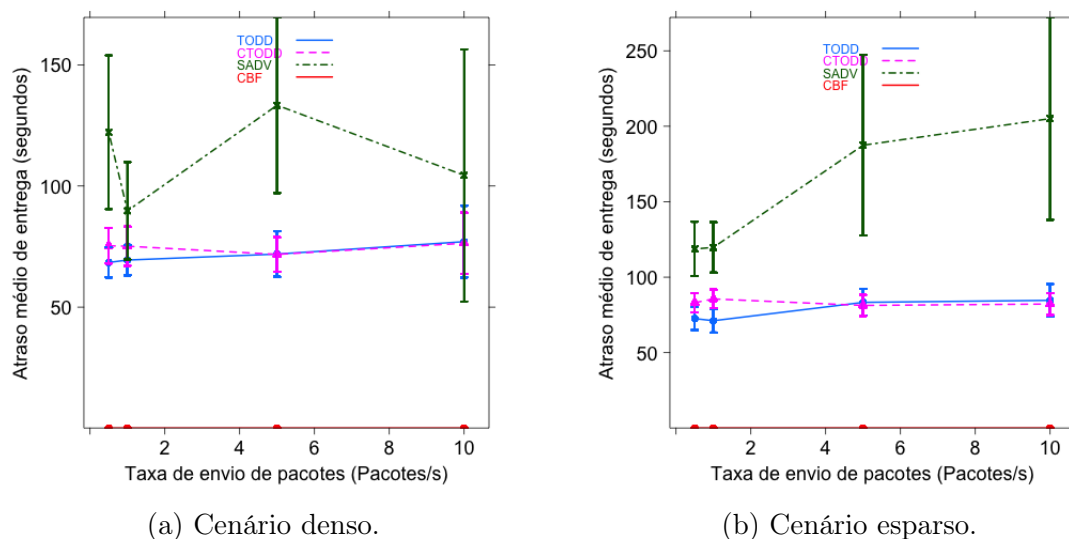 TODD
CTODD
SADV
CBF
150
100
50
Atraso médio de entrega (segundos)
2 4 6 8 10
Taxa de envio de pacotes (Pacotes/s)
(a) Cenário denso.
TODD
CTODD
SADV
CBF
250
200
150
100
50
Atraso médio de entrega (segundos)
2 4 6 8 10
Taxa de envio de pacotes (Pacotes/s)
(b) Cenário esparso.